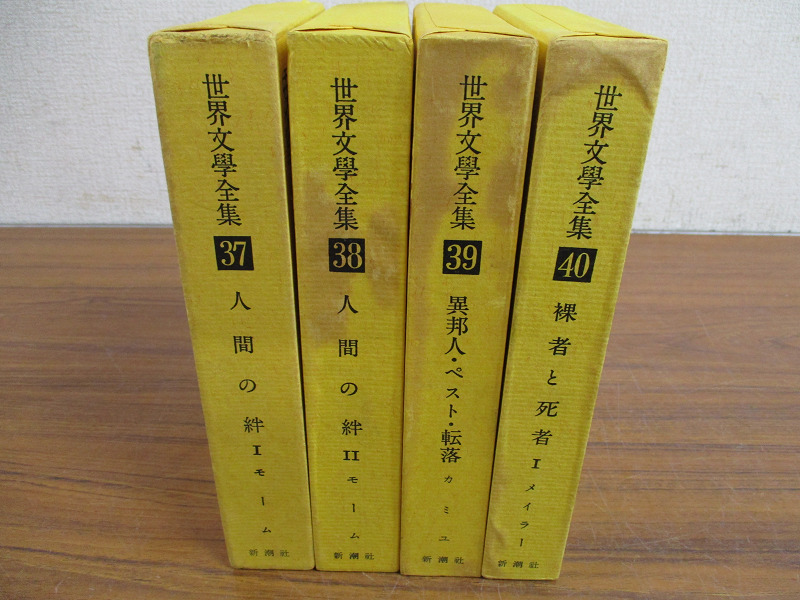 世界文學全集
37
人間の絆 I モーム
新潮社
世界文學全集
38
人間の絆 II モーム
新潮社
世界文學全集
39
異邦人・ペスト・転落 カミユ
新潮社
世界文學全集
40
裸者と死者 I メイラー
新潮社